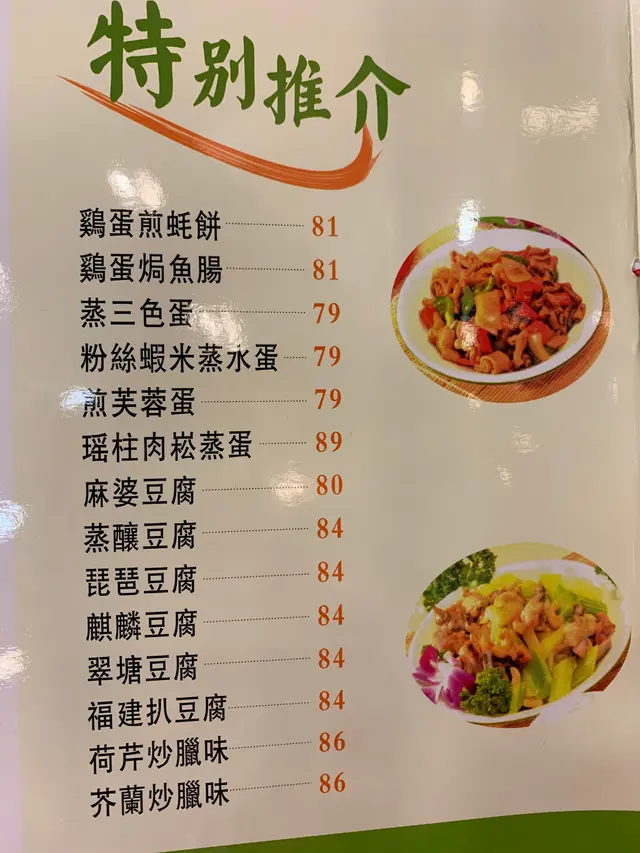 特别推介
鷄蛋煎蚝餅 81
鷄蛋焗魚腸 81
蒸三色蛋 79
粉絲蝦米蒸水蛋 79
煎芙蓉蛋 79
瑶柱肉崧蒸蛋 89
麻婆豆腐 80
蒸釀豆腐 84
琵琶豆腐 84
麒麟豆腐 84
翠塘豆腐 84
福建扒豆腐 84
荷芹炒臘味 86
芥蘭炒臘味 86